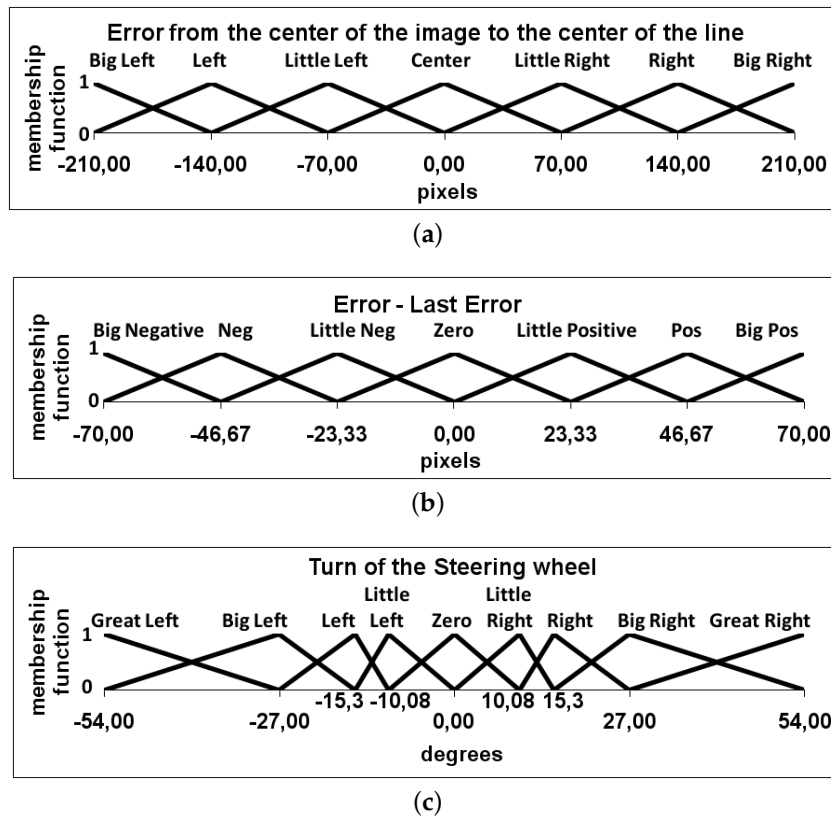 Error from the center of the image to the center of the line
Big Left Left Little Left Center Little Right Right Big Right
membership
function
1
0
-210,00 -140,00 -70,00 0,00 70,00 140,00 210,00
pixels
(a)
Error - Last Error
Big Negative Neg Little Neg Zero Little Positive Pos Big Pos
membership
function
1
0
-70,00 -46,67 -23,33 0,00 23,33 46,67 70,00
pixels
(b)
Turn of the Steering wheel
Little Little
Great Left Big Left Left Left Zero Right Right Big Right Great Right
membership
function
1
0
-15,3 -10,08 10,08 15,3
-54,00 -27,00 0,00 27,00 54,00
degrees
(c)